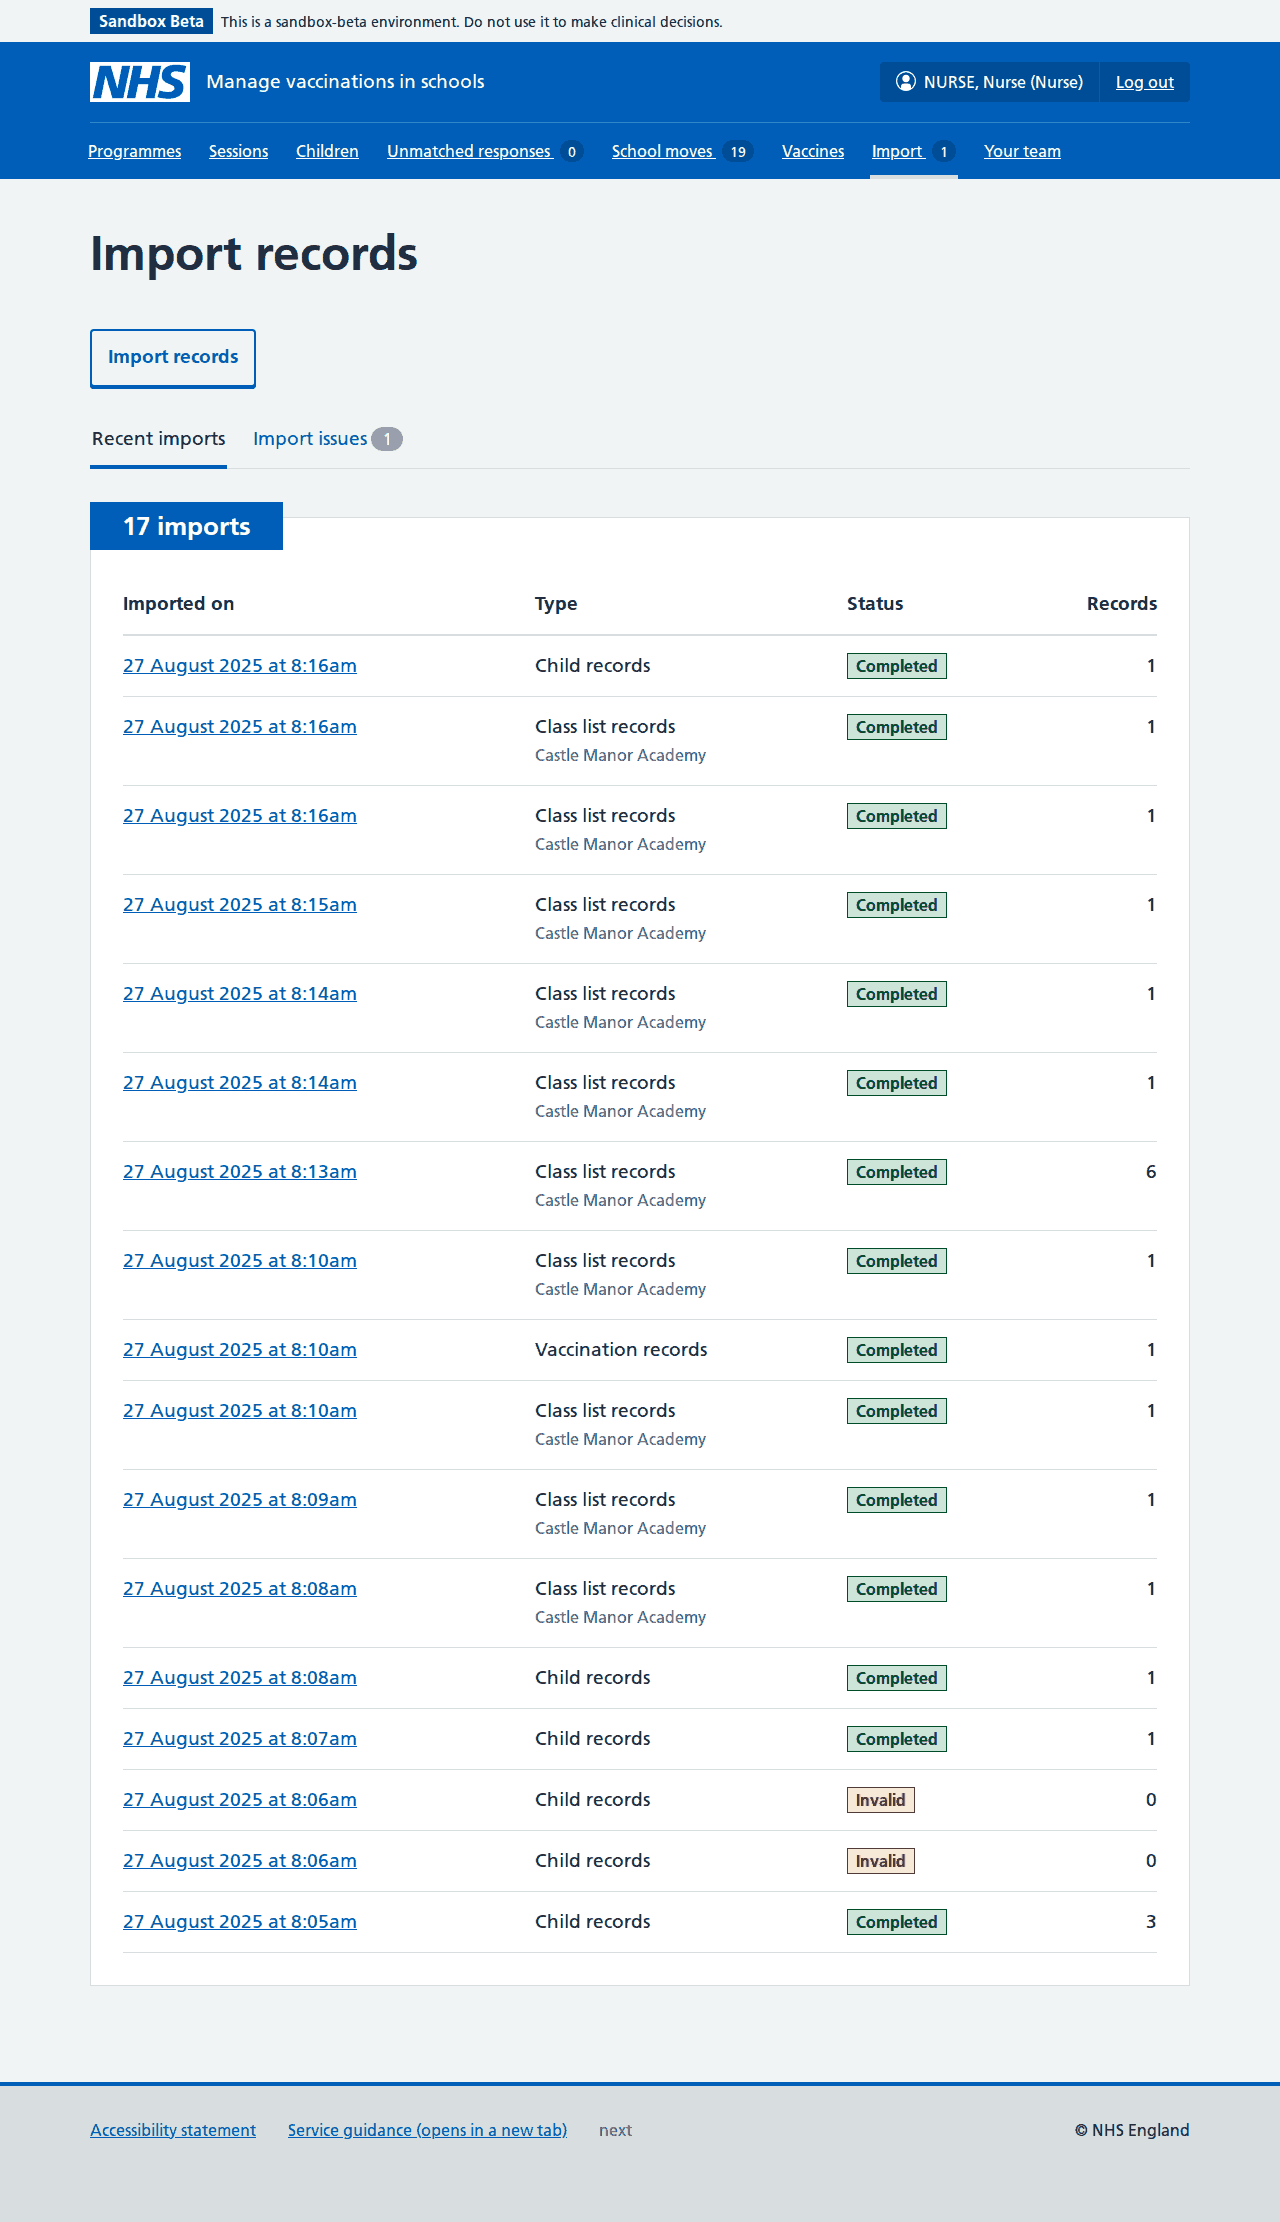 Sandbox Beta This is a sandbox-beta environment. Do not use it to make clinical decisions.
NHS Manage vaccinations in schools NURSE, Nurse (Nurse) Log out
Programmes Sessions Children Unmatched responses 0 School moves 19 Vaccines Import 1 Your team
Import records
Import records
Recent imports Import issues 1
17 imports
Imported on Type Status Records
27 August 2025 at 8:16am Child records Completed 1
27 August 2025 at 8:16am Class list records Completed 1
Castle Manor Academy
27 August 2025 at 8:16am Class list records Completed 1
Castle Manor Academy
27 August 2025 at 8:15am Class list records Completed 1
Castle Manor Academy
27 August 2025 at 8:14am Class list records Completed 1
Castle Manor Academy
27 August 2025 at 8:14am Class list records Completed 1
Castle Manor Academy
27 August 2025 at 8:13am Class list records Completed 6
Castle Manor Academy
27 August 2025 at 8:10am Class list records Completed 1
Castle Manor Academy
27 August 2025 at 8:10am Vaccination records Completed 1
27 August 2025 at 8:10am Class list records Completed 1
Castle Manor Academy
27 August 2025 at 8:09am Class list records Completed 1
Castle Manor Academy
27 August 2025 at 8:08am Class list records Completed 1
Castle Manor Academy
27 August 2025 at 8:08am Child records Completed 1
27 August 2025 at 8:07am Child records Completed 1
27 August 2025 at 8:06am Child records Invalid 0
27 August 2025 at 8:06am Child records Invalid 0
27 August 2025 at 8:05am Child records Completed 3
Accessibility statement Service guidance (opens in a new tab) next © NHS England